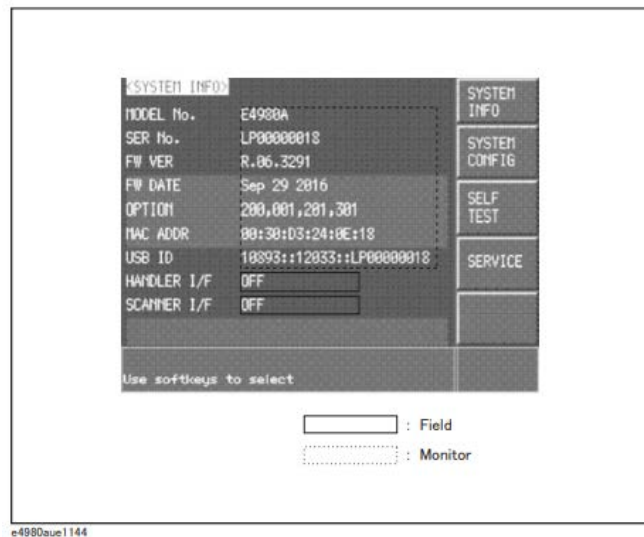 <SYSTEM INFO>
MODEL No. E4980A
SER No. LP00000018
FW VER R.06.3291
FW DATE Sep 29 2016
OPTION 200,001,201,301
MAC ADDR 00:30:D3:24:0E:18
USB ID 10893::12033::LP00000018
HANDLER I/F OFF
SCANNER I/F OFF
Use softkeys to select
SYSTEM
INFO
SYSTEM
CONFIG
SELF
TEST
SERVICE
: Field
: Monitor
e4980aue1144